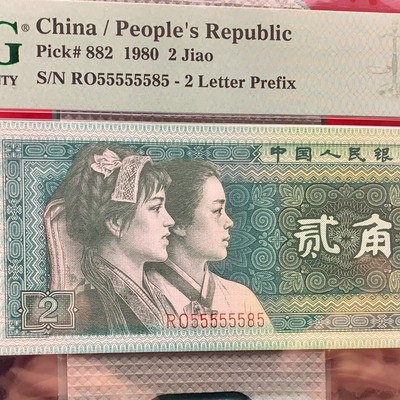 G® China / People's Republic
Pick# 882 1980 2 Jiao
S/N RO55555585 - 2 Letter Prefix
中国人民银
贰角
2
RO55555585